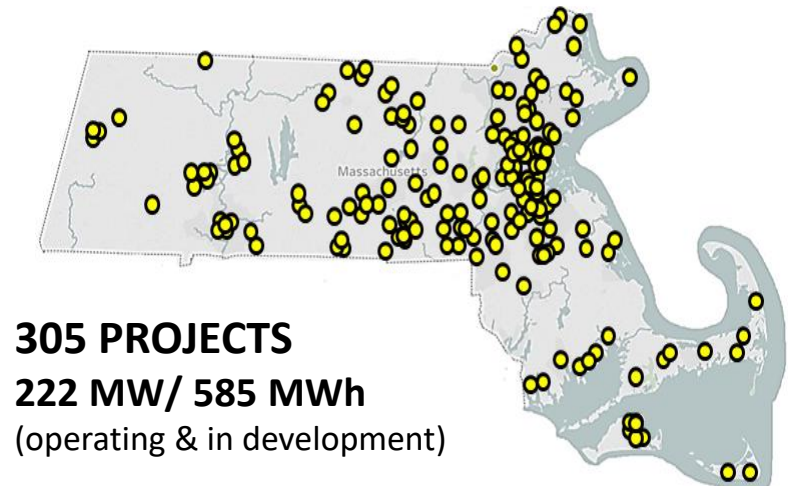 Massachusetts
305 PROJECTS
222 MW/ 585 MWh
(operating & in development)